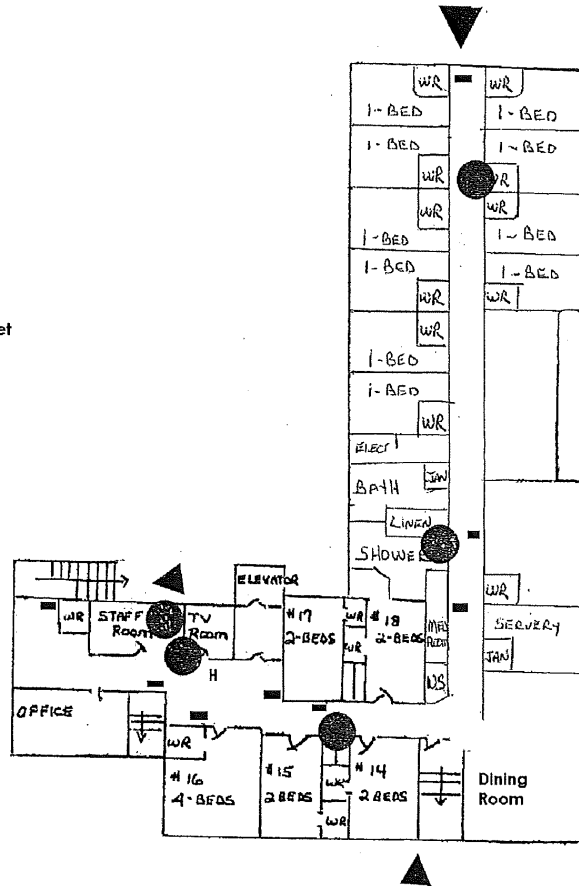 WR WR
1-BED 1-BED
1-BED 1-BED
WR WR
WR WR
1-BED 1-BED
1-BED 1-BED
et
WR WR
WR
1-BED
1-BED
WR
ELECT
BATH JAN
LINEN
SHOWER
ELEVATOR
WR
WR STAFF ROOM
TV ROOM
#17 2-BEDS
WR
WR
#18 2-BEDS
MED ROOM
SERVERY
JAN
H
N.S
OFFICE
WR
#16 4-BEDS
#15 2 BEDS
WR
WR
#14 2 BEDS
Dining
Room